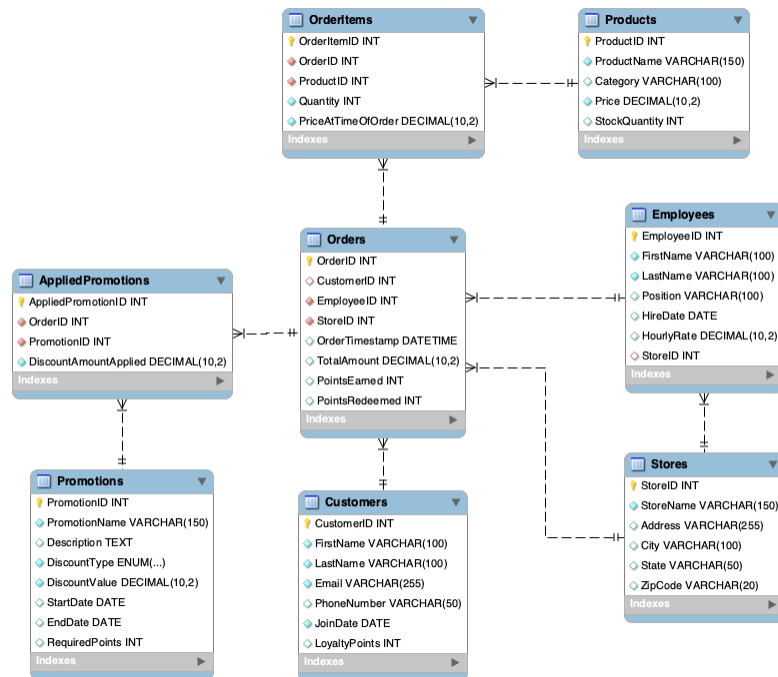 OrderItems
OrderItemID INT
OrderID INT
ProductID INT
Quantity INT
PriceAtTimeOfOrder DECIMAL(10,2)
Indexes
Products
ProductID INT
ProductName VARCHAR(150)
Category VARCHAR(100)
Price DECIMAL(10,2)
StockQuantity INT
Indexes
Orders
OrderID INT
CustomerID INT
EmployeeID INT
StoreID INT
OrderTimestamp DATETIME
TotalAmount DECIMAL(10,2)
PointsEarned INT
PointsRedeemed INT
Indexes
Employees
EmployeeID INT
FirstName VARCHAR(100)
LastName VARCHAR(100)
Position VARCHAR(100)
HireDate DATE
HourlyRate DECIMAL(10,2)
StoreID INT
Indexes
AppliedPromotions
AppliedPromotionID INT
OrderID INT
PromotionID INT
DiscountAmountApplied DECIMAL(10,2)
Indexes
Promotions
PromotionID INT
PromotionName VARCHAR(150)
Description TEXT
DiscountType ENUM(...)
DiscountValue DECIMAL(10,2)
StartDate DATE
EndDate DATE
RequiredPoints INT
Indexes
Customers
CustomerID INT
FirstName VARCHAR(100)
LastName VARCHAR(100)
Email VARCHAR(255)
PhoneNumber VARCHAR(50)
JoinDate DATE
LoyaltyPoints INT
Indexes
Stores
StoreID INT
StoreName VARCHAR(150)
Address VARCHAR(255)
City VARCHAR(100)
State VARCHAR(50)
ZipCode VARCHAR(20)
Indexes